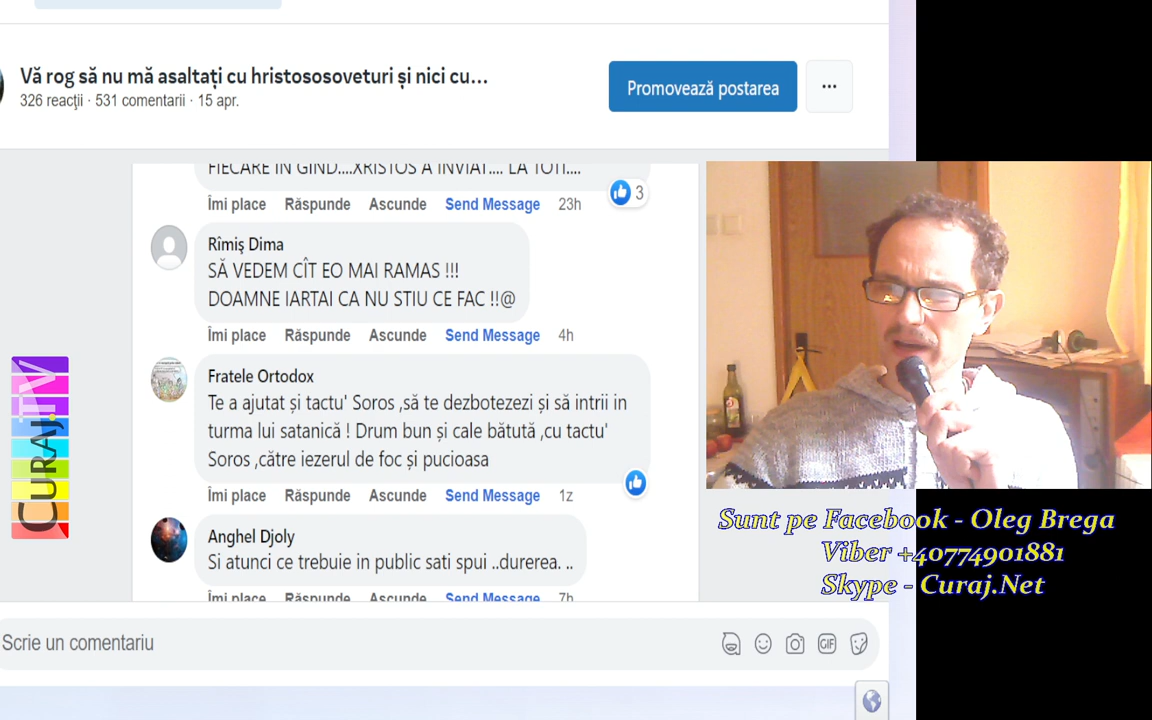 Vă rog să nu mă asaltați cu hristososoveturi și nici cu...
326 reacții · 531 comentarii · 15 apr.
Promovează postarea
FIECARE IN GIND....XRISTOS A INVIAT.... LA TOTI....
3
Îmi place Răspunde Ascunde Send Message 23h
Rîmiş Dima
SĂ VEDEM CÎT EO MAI RAMAS !!!
DOAMNE IARTAI CA NU STIU CE FAC !!@
Îmi place Răspunde Ascunde Send Message 4h
Fratele Ortodox
Te a ajutat și tactu' Soros ,să te dezbotezezi și să intrii in
turma lui satanică ! Drum bun și cale bătută ,cu tactu'
Soros ,către iezerul de foc și pucioasa
Îmi place Răspunde Ascunde Send Message 1z
Anghel Djoly
Si atunci ce trebuie in public sati spui ..durerea. ..
Îmi place Răspunde Ascunde Send Message 7h
Scrie un comentariu
GIF
CURAJ.TV
Sunt pe Facebook - Oleg Brega
Viber +40774901881
Skype - Curaj.Net